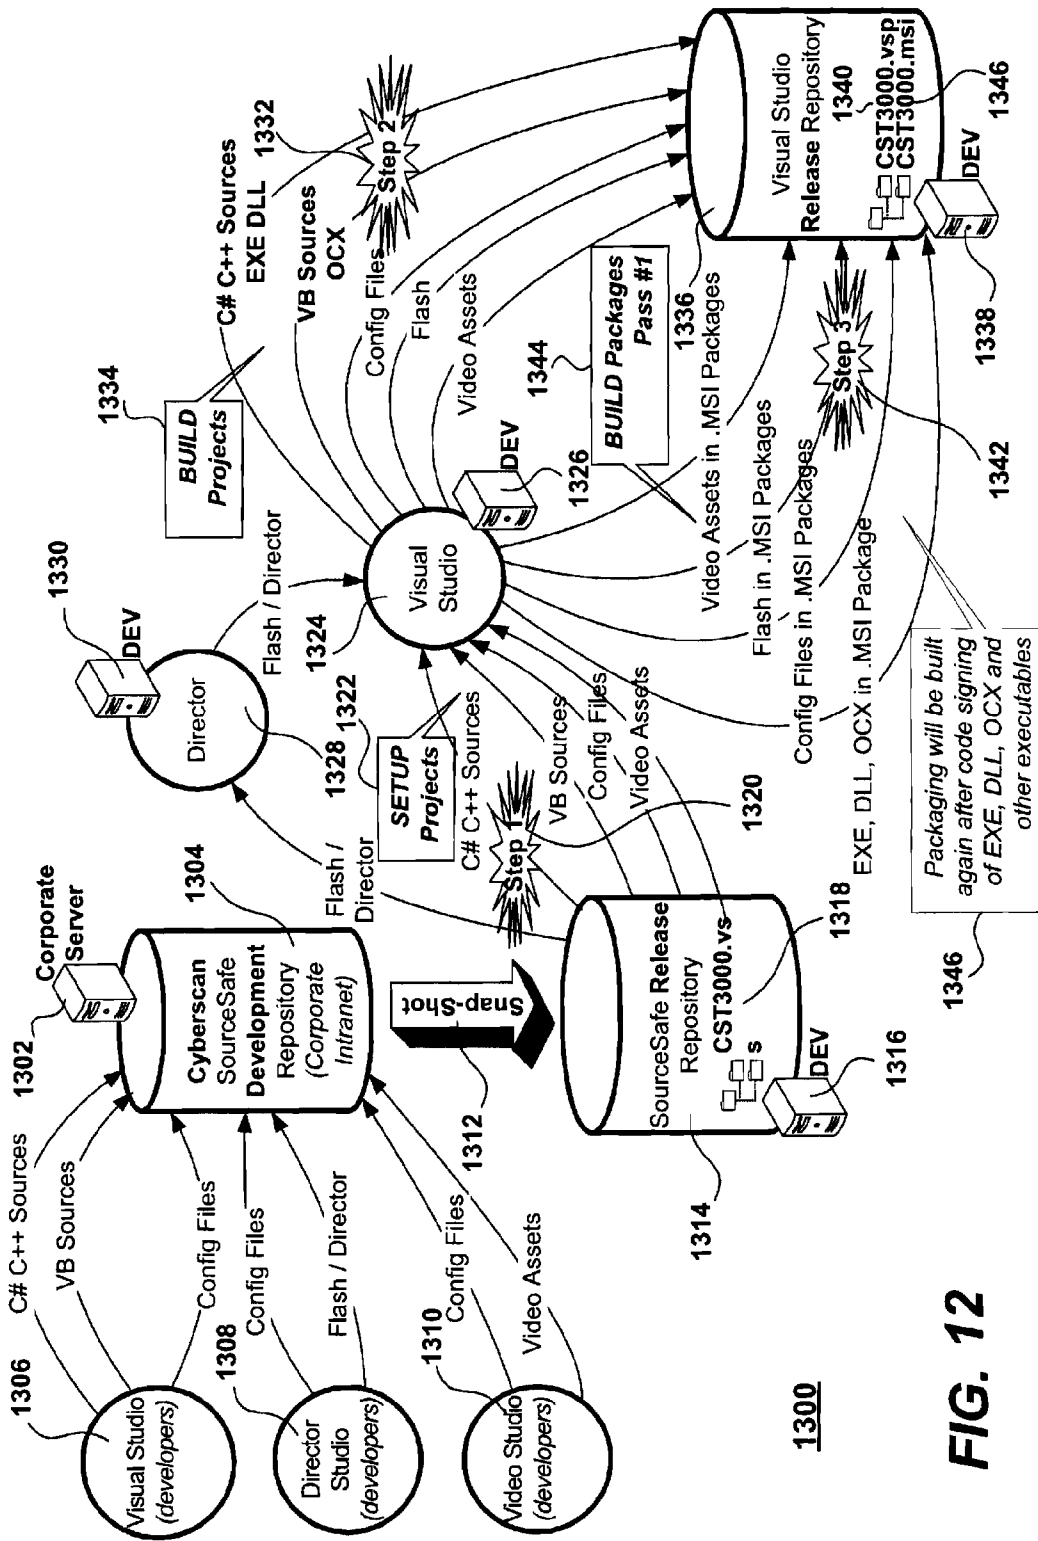 1306
C# C++ Sources
VB Sources
Config Files
Visual Studio
(developers)
1308
Config Files
Flash / Director
Director
Studio
(developers)
1310
Config Files
Video Assets
Video Studio
(developers)
1302
Corporate
Server
1304
Cyberscan
SourceSafe
Development
Repository
(Corporate
Intranet)
1312
Snap-Shot
1314
SourceSafe Release
Repository
CST3000.vs
s
1318
DEV
1316
Flash /
Director
1330
DEV
Director
1328
Flash / Director
1322
SETUP
Projects
C# C++ Sources
Step 1
1320
VB Sources
Config Files
Video Assets
1324
Visual
Studio
DEV
1326
1334
BUILD
Projects
C# C++ Sources
EXE DLL
VB Sources
OCX
1332
Step 2
Config Files
Flash
Video Assets
1344
BUILD Packages
Pass #1
Video Assets in .MSI Packages
Flash in .MSI Packages
Config Files in .MSI Packages
EXE, DLL, OCX in .MSI Package
Step 3
1342
1336
Visual Studio
Release Repository
1340
CST3000.vsp
CST3000.msi
1346
DEV
1338
Packaging will be built
again after code signing
of EXE, DLL, OCX and
other executables
1346
1300
FIG. 12